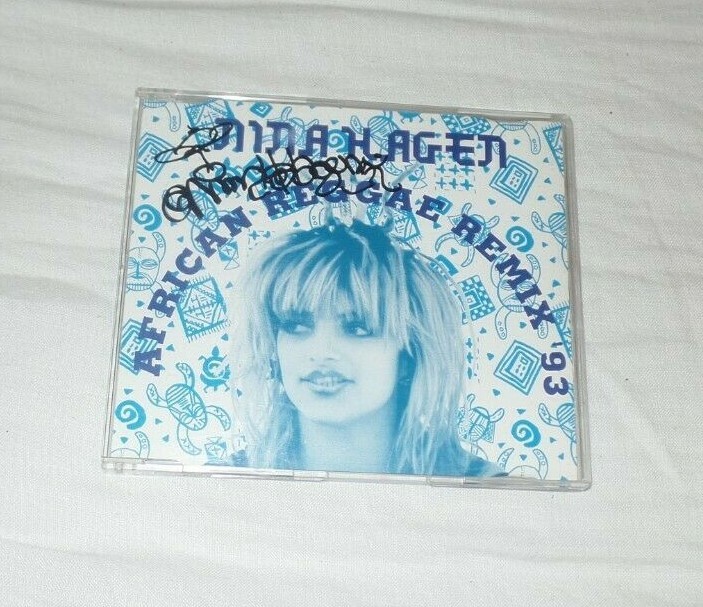 NINA HAGEN
AFRICAN REGGAE REMIX '93